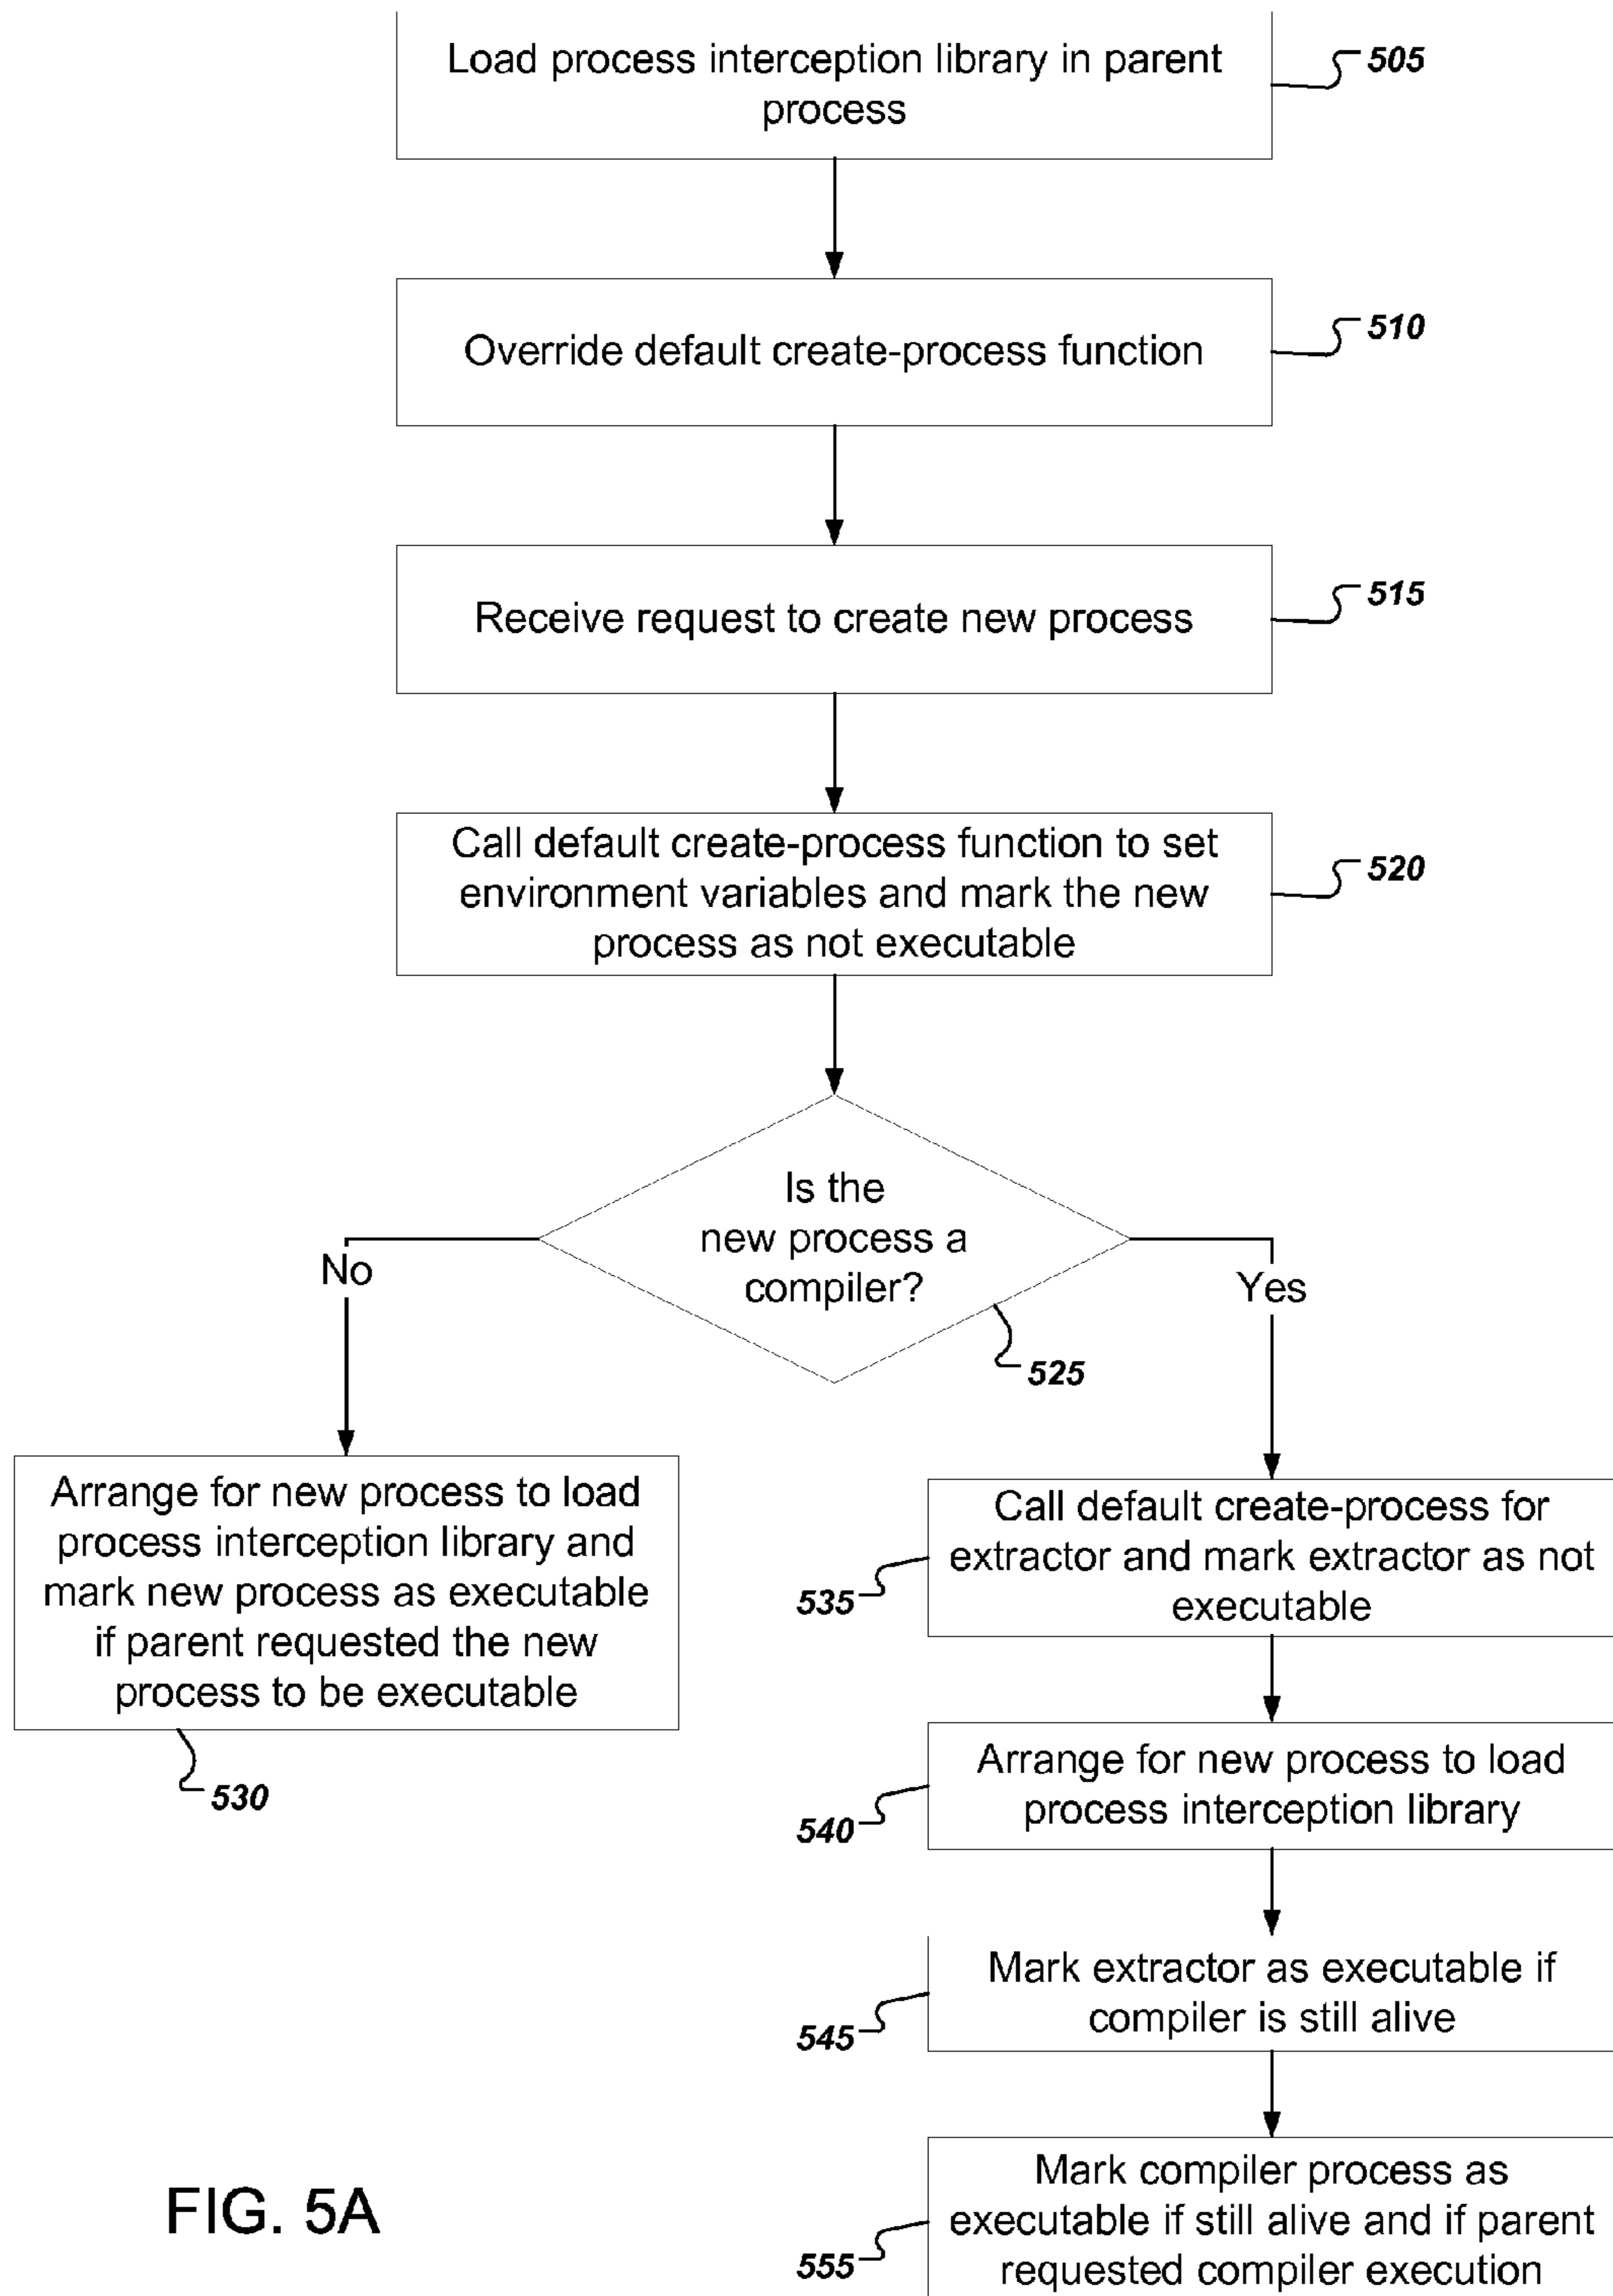 Load process interception library in parent
process
505
Override default create-process function
510
Receive request to create new process
515
Call default create-process function to set
environment variables and mark the new
process as not executable
520
Is the
new process a
compiler?
525
No
Yes
Arrange for new process to load
process interception library and
mark new process as executable
if parent requested the new
process to be executable
530
Call default create-process for
extractor and mark extractor as not
executable
535
Arrange for new process to load
process interception library
540
Mark extractor as executable if
compiler is still alive
545
Mark compiler process as
executable if still alive and if parent
requested compiler execution
555
FIG. 5A